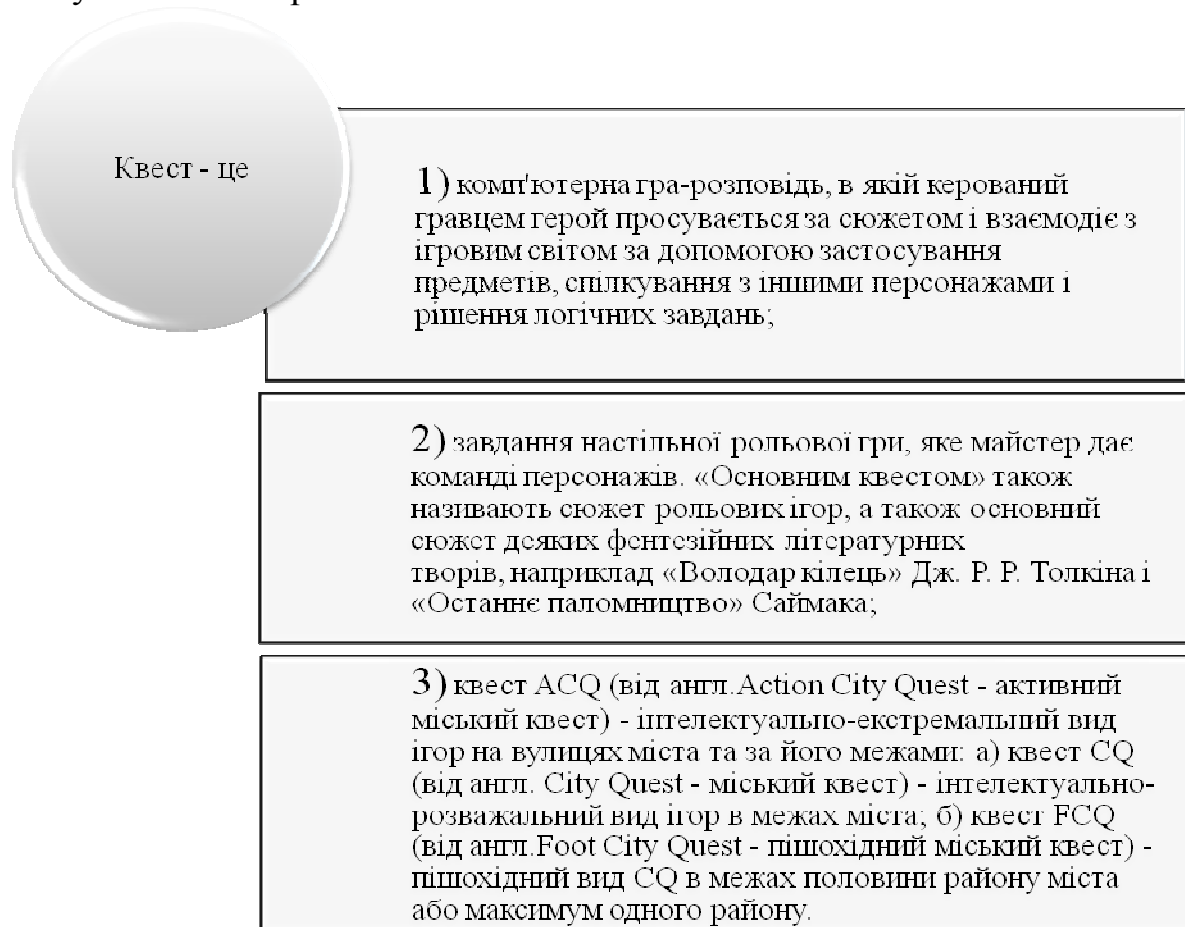 Квест - це
1) комп'ютерна гра-розповідь, в якій керований
гравцем герой просувається за сюжетом і взаємодіє з
ігровим світом за допомогою застосування
предметів, спілкування з іншими персонажами і
рішення логічних завдань;
2) завдання настільної рольової гри, яке майстер дає
команді персонажів. «Основним квестом» також
називають сюжет рольових ігор, а також основний
сюжет деяких фентезійних літературних
творів, наприклад «Володар кілець» Дж. Р. Р. Толкіна і
«Останнє паломництво» Саймака;
3) квест ACQ (від англ.Action City Quest - активний
міський квест) - інтелектуально-екстремальний вид
ігор на вулицях міста та за його межами: а) квест CQ
(від англ. City Quest - міський квест) - інтелектуально-
розважальний вид ігор в межах міста; б) квест FCQ
(від англ.Foot City Quest - пішохідний міський квест) -
пішохідний вид CQ в межах половини району міста
або максимум одного району.